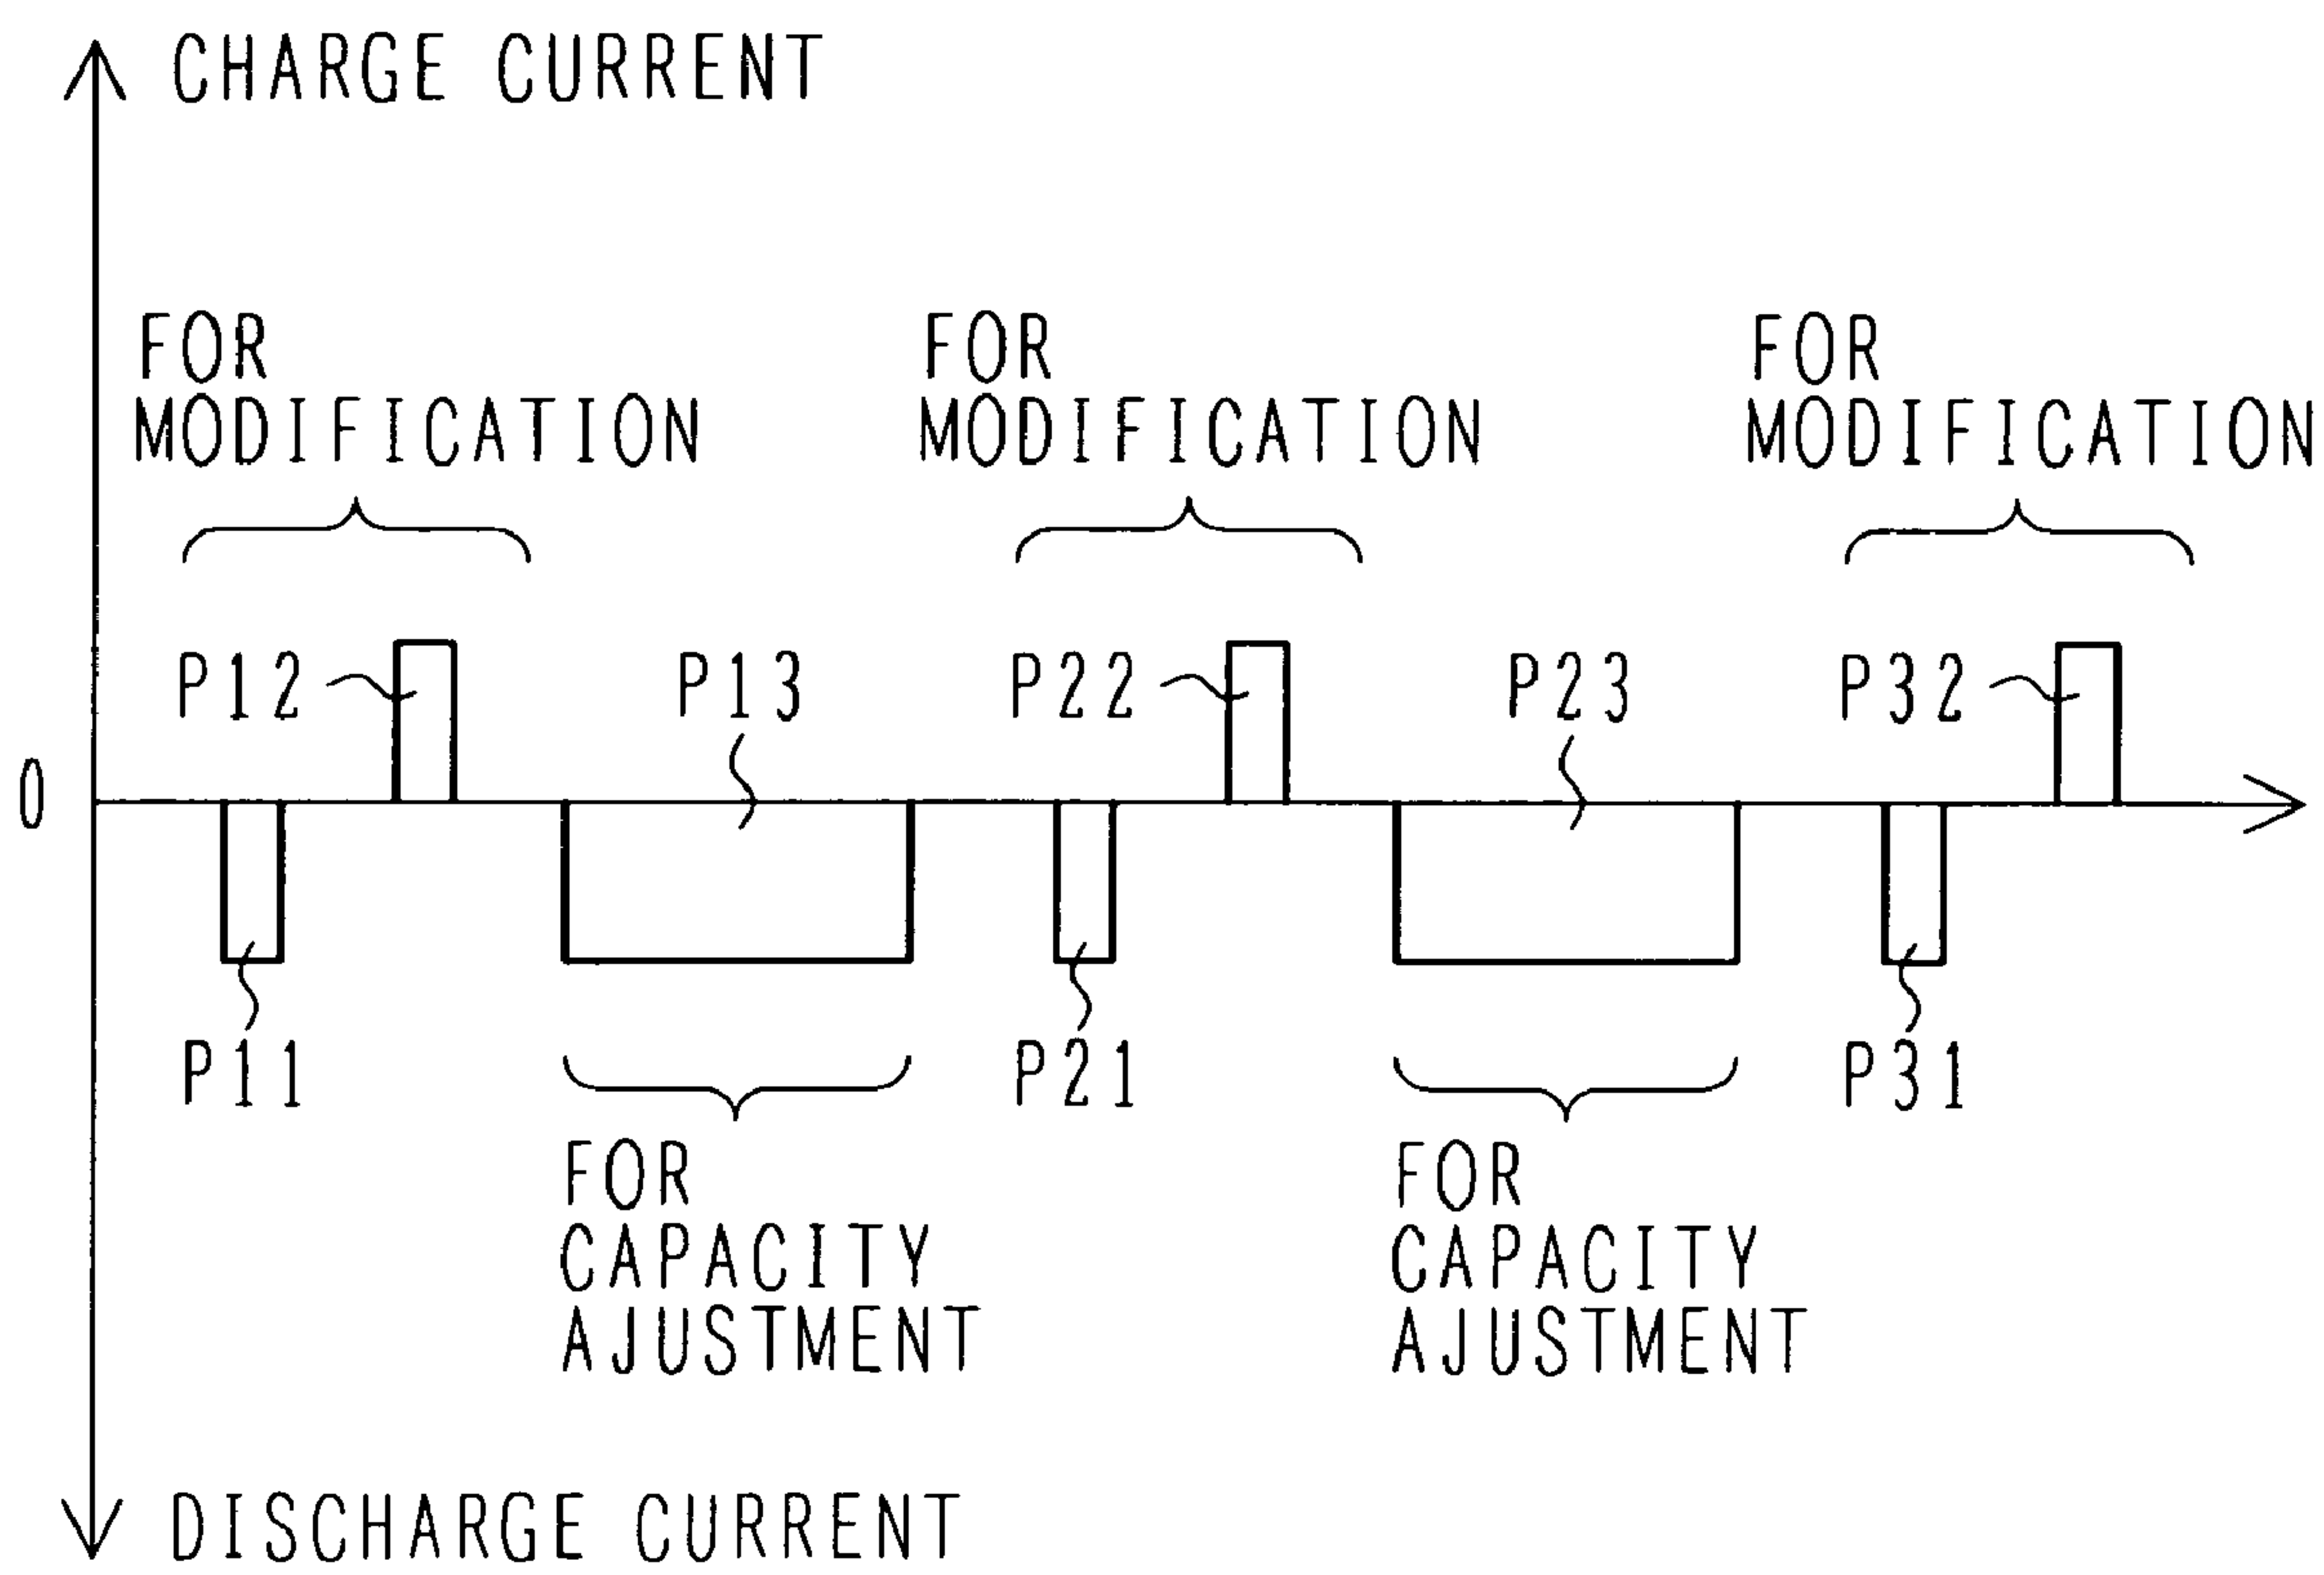 CHARGE CURRENT
FOR
MODIFICATION
FOR
MODIFICATION
FOR
MODIFICATION
P12
P13
P22
P23
P32
0
P11
P21
P31
FOR
CAPACITY
AJUSTMENT
FOR
CAPACITY
AJUSTMENT
DISCHARGE CURRENT